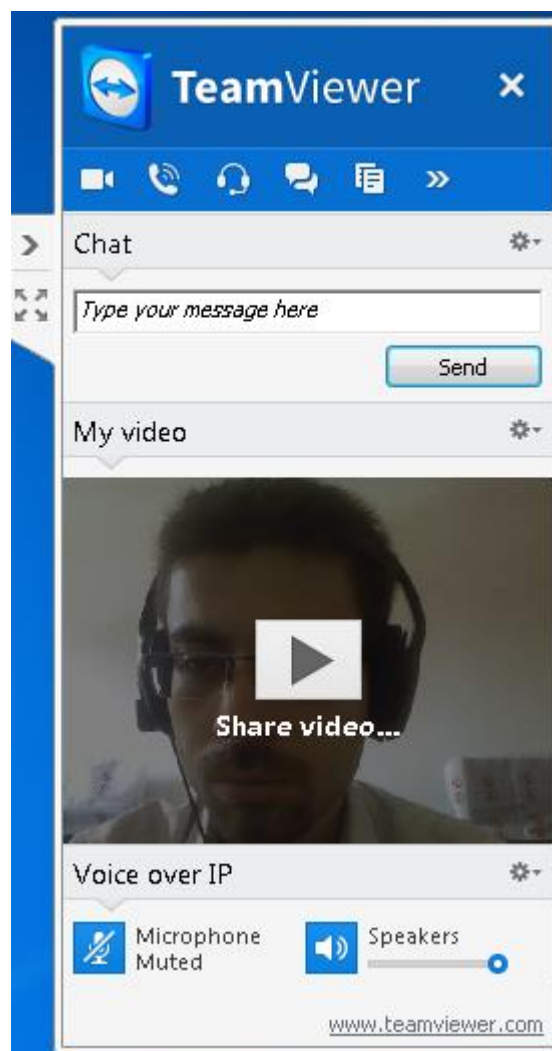 TeamViewer
Chat
Type your message here
Send
My video
Share video...
Voice over IP
Microphone Muted
Speakers
www.teamviewer.com